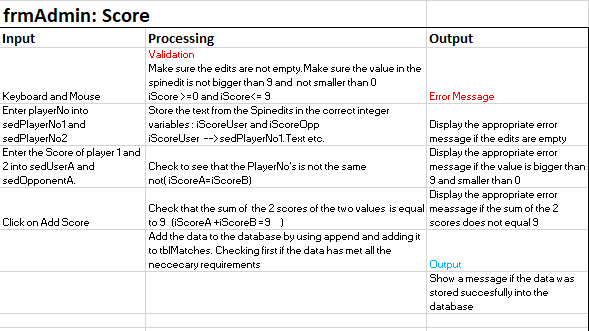 frmAdmin: Score
Input Processing Output
Validation
Make sure the edits are not empty.Make sure the value in the
spinedit is not bigger than 9 and not smaller than 0
Keyboard and Mouse iScore >=0 and iScore<= 9 Error Message
Enter playerNo into Store the text from the Spinedits in the correct integer
sedPlayerNo1 and variables : iScoreUser and iScoreOpp Display the appropriate error
sedPlayerNo2 iScoreUser -->sedPlayerNo1.Text etc. message if the edits are empty
Enter the Score of player 1 and Display the appropriate error
2 into sedUserA and Check to see that the PlayerNo's is not the same message if the value is bigger than
sedOpponentA. not( iScoreA=iScoreB) 9 and smaller than 0
Display the appropriate error
Check that the sum of the 2 scores of the two values is equal meassage if the sum of the 2
Click on Add Score to 9 (iScoreA +iScoreB =9 ) scores does not equal 9
Add the data to the database by using append and adding it
to tblMatches. Checking first if the data has met all the
neccecary requirements Output
Show a message if the data was
stored succesfully into the
database